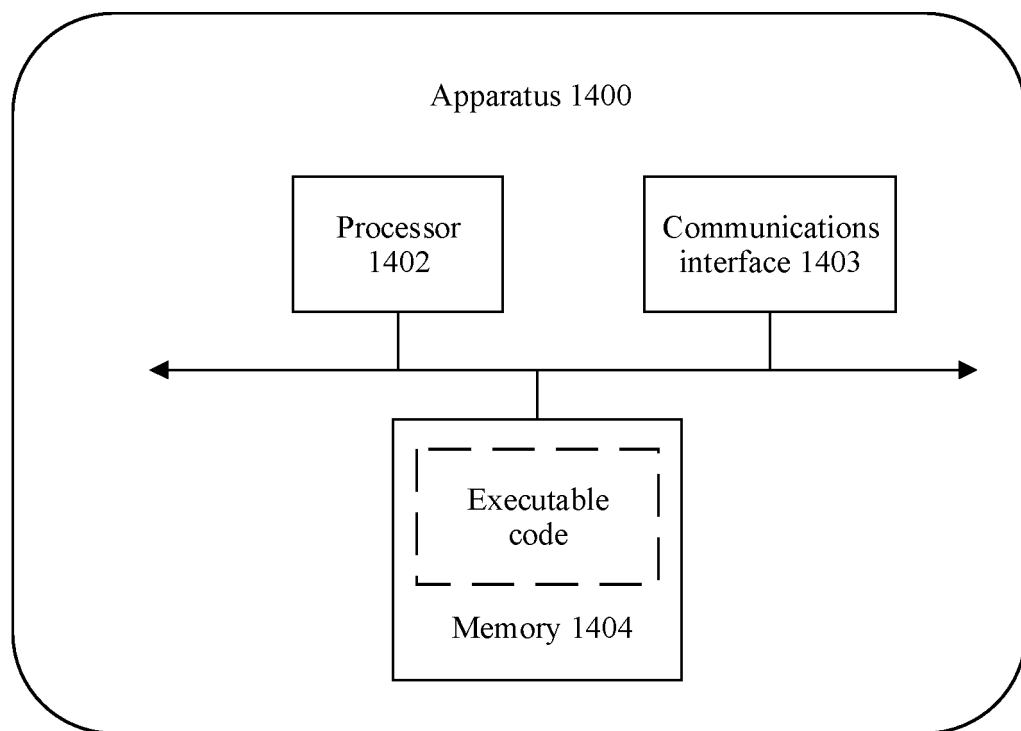 Apparatus 1400
Processor
1402
Communications
interface 1403
Executable
code
Memory 1404